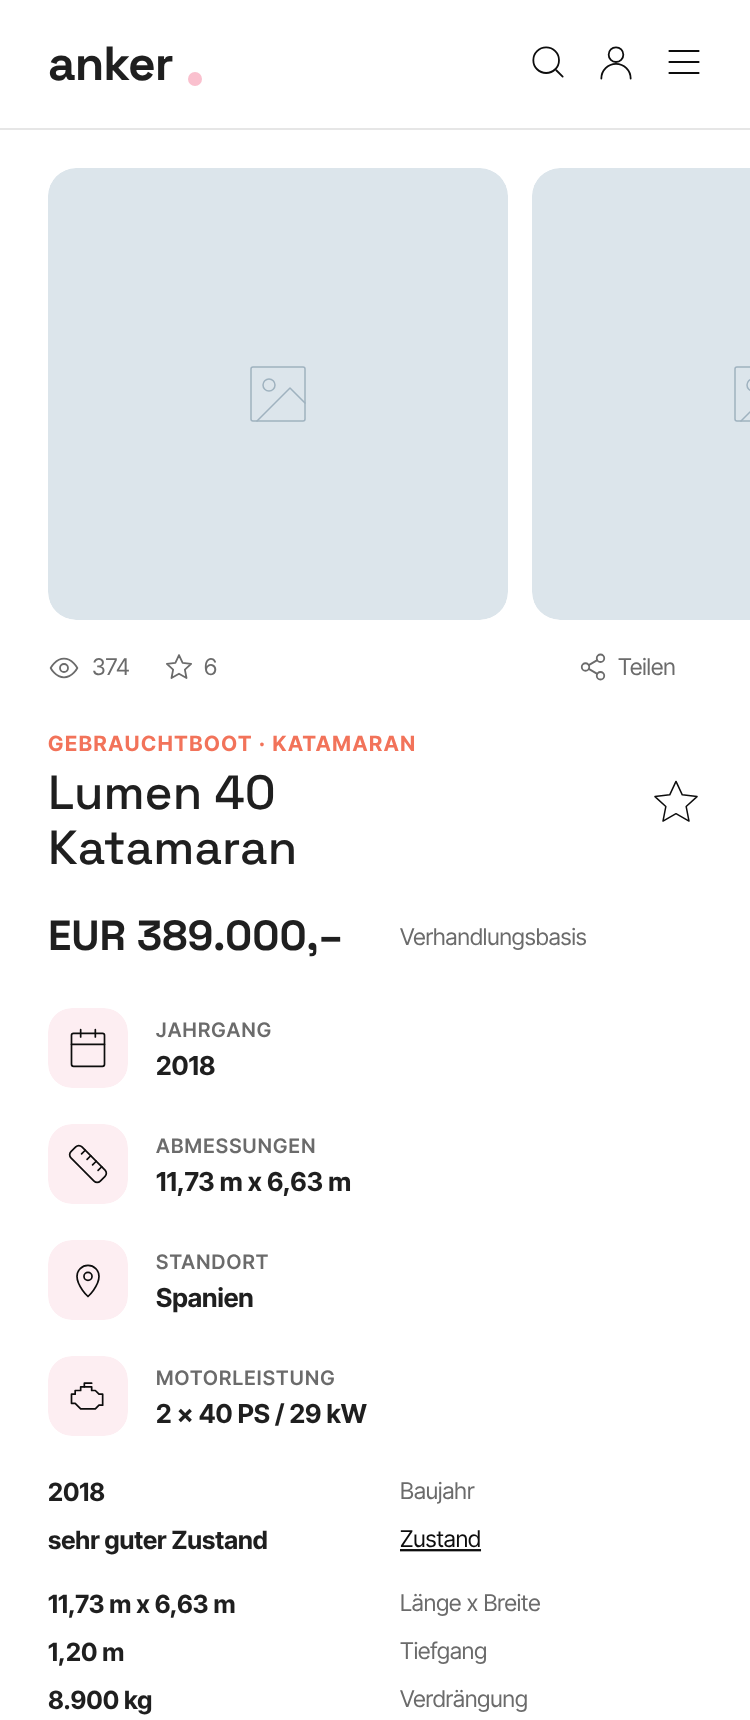 anker
374 6 Teilen
GEBRAUCHTBOOT · KATAMARAN
Lumen 40
Katamaran
EUR 389.000,– Verhandlungsbasis
JAHRGANG
2018
ABMESSUNGEN
11,73 m x 6,63 m
STANDORT
Spanien
MOTORLEISTUNG
2 × 40 PS / 29 kW
2018 Baujahr
sehr guter Zustand Zustand
11,73 m x 6,63 m Länge x Breite
1,20 m Tiefgang
8.900 kg Verdrängung